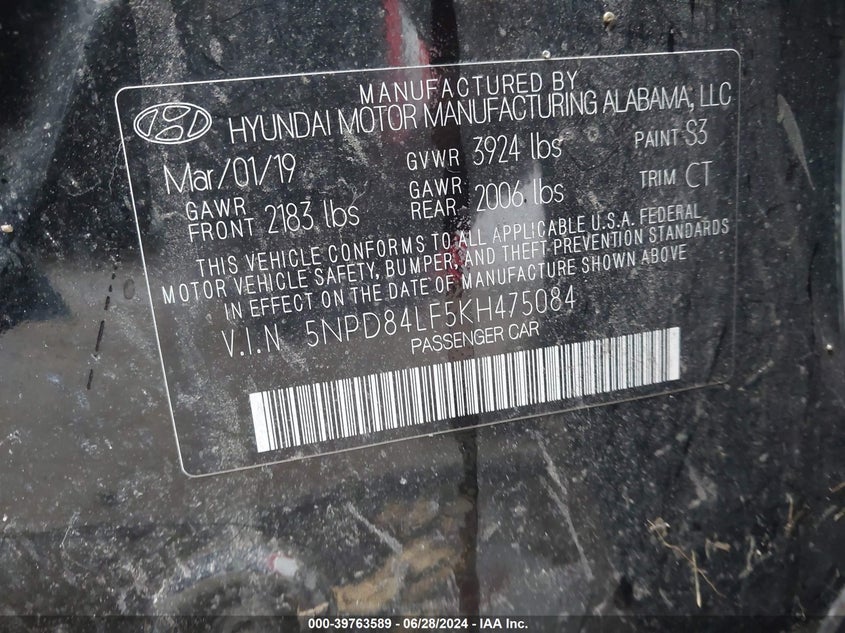 MANUFACTURED BY
HYUNDAI MOTOR MANUFACTURING ALABAMA, LLC
Mar/01/19 GVWR 3924 lbs PAINT S3
GAWR FRONT 2183 lbs GAWR REAR 2006 lbs TRIM CT
THIS VEHICLE CONFORMS TO ALL APPLICABLE U.S.A. FEDERAL
MOTOR VEHICLE SAFETY, BUMPER, AND THEFT PREVENTION STANDARDS
IN EFFECT ON THE DATE OF MANUFACTURE SHOWN ABOVE
V.I.N. 5NPD84LF5KH475084
PASSENGER CAR
000-39763589 - 06/28/2024 - IAA Inc.